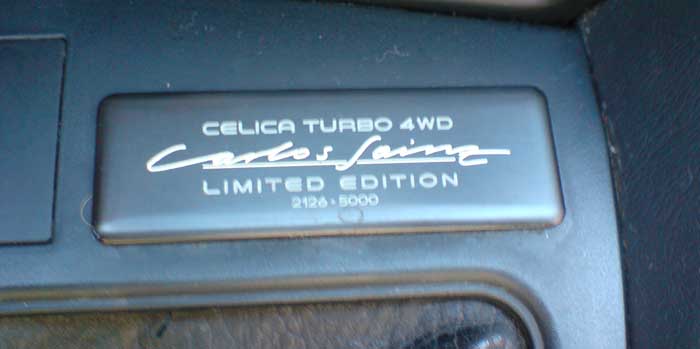 CELICA TURBO 4WD
Carlos Sainz
LIMITED EDITION
2126·5000